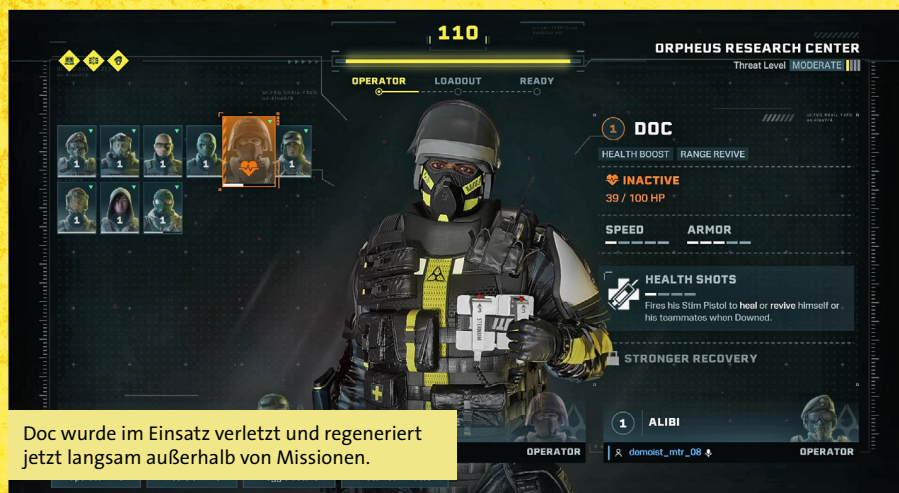 110
ORPHEUS RESEARCH CENTER
Threat Level MODERATE
OPERATOR LOADOUT READY
1 DOC
HEALTH BOOST RANGE REVIVE
INACTIVE
39 / 100 HP
SPEED ARMOR
HEALTH SHOTS
Fires his Stim Pistol to heal or revive himself or
his teammates when Downed.
STRONGER RECOVERY
1 1 1 1 1
1 1 1
1 ALIBI
OPERATOR
demoist_mtr_08 OPERATOR
Doc wurde im Einsatz verletzt und regeneriert
jetzt langsam außerhalb von Missionen.